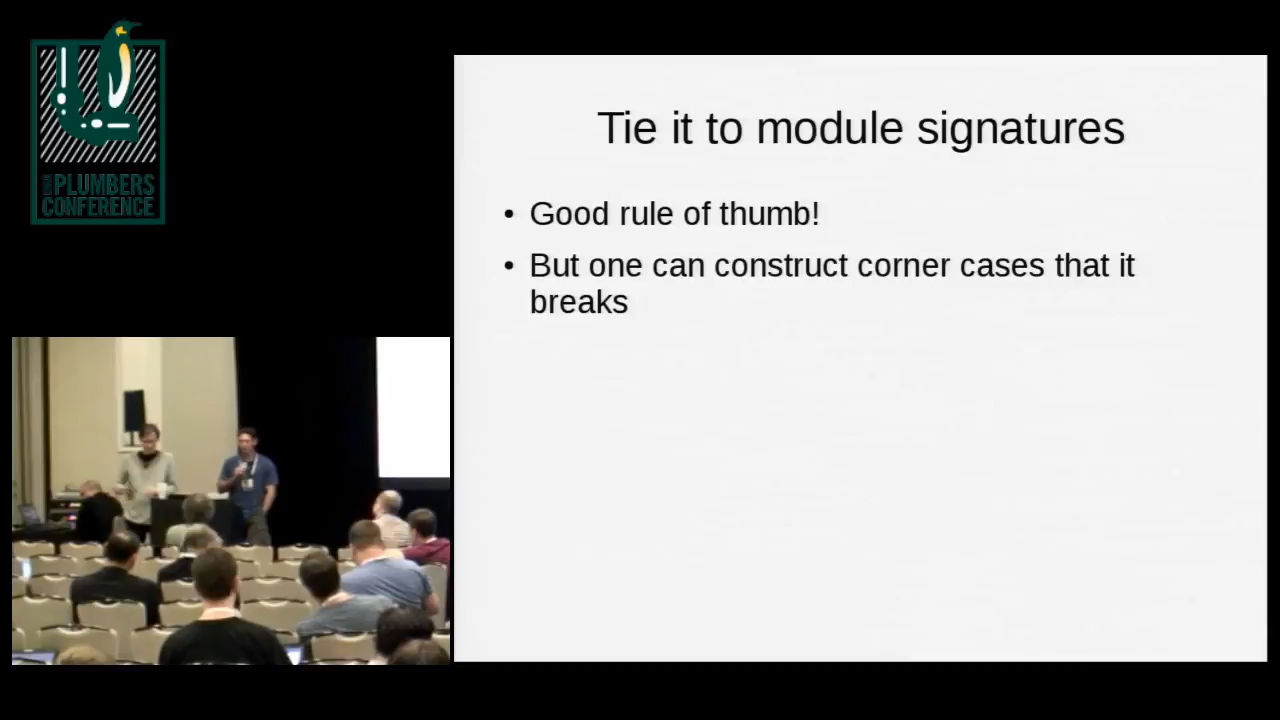 PLUMBERS
CONFERENCE
Tie it to module signatures
• Good rule of thumb!
• But one can construct corner cases that it
breaks